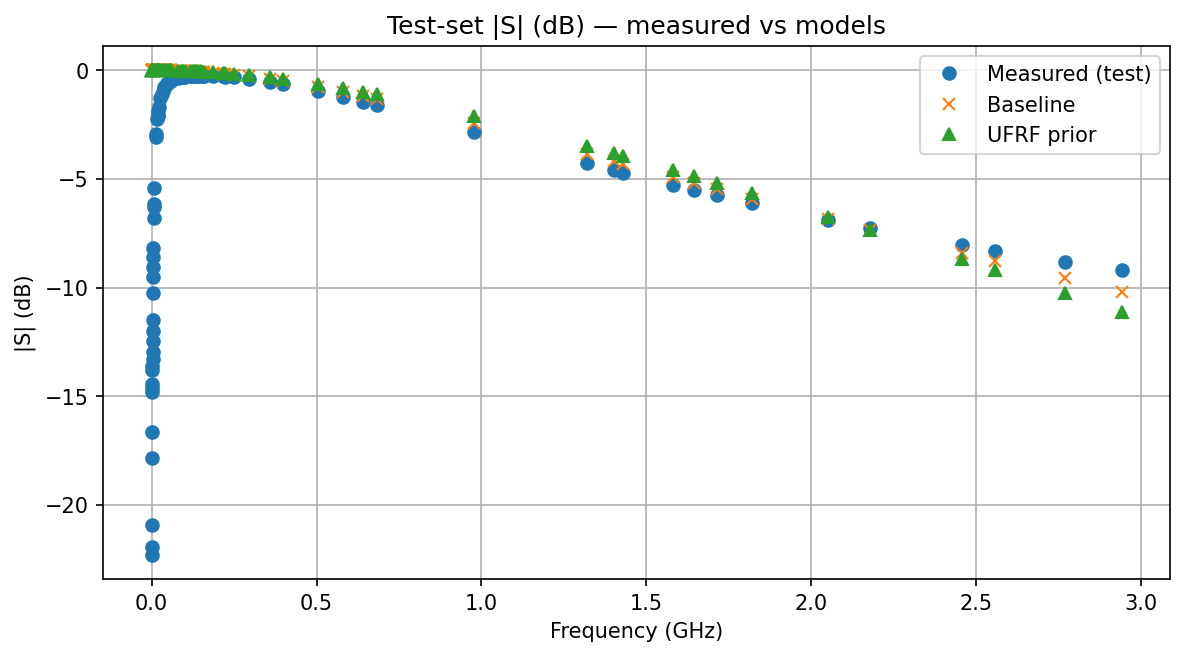 Test-set |S| (dB) — measured vs models
Measured (test)
Baseline
UFRF prior
0
−5
−10
−15
−20
|S| (dB)
0.0 0.5 1.0 1.5 2.0 2.5 3.0
Frequency (GHz)